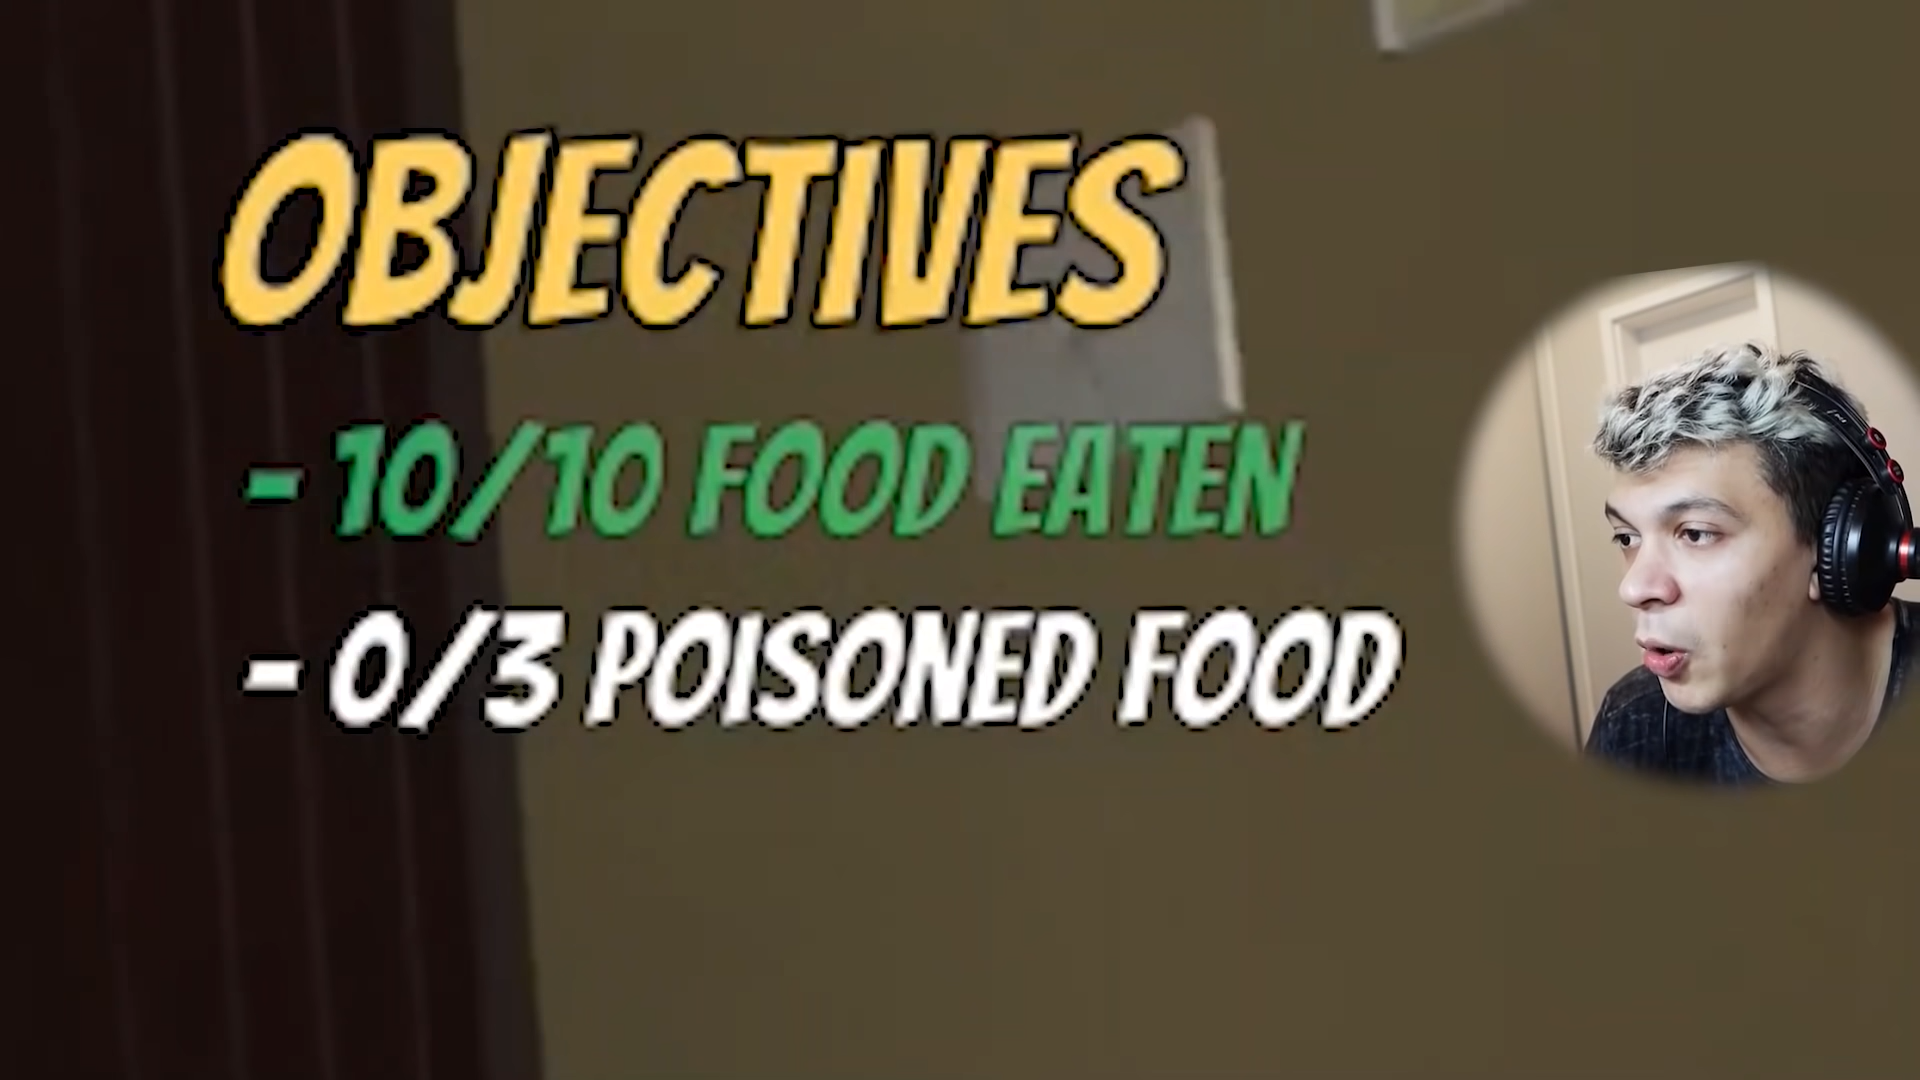 OBJECTIVES
- 10/10 FOOD EATEN
- 0/3 POISONED FOOD